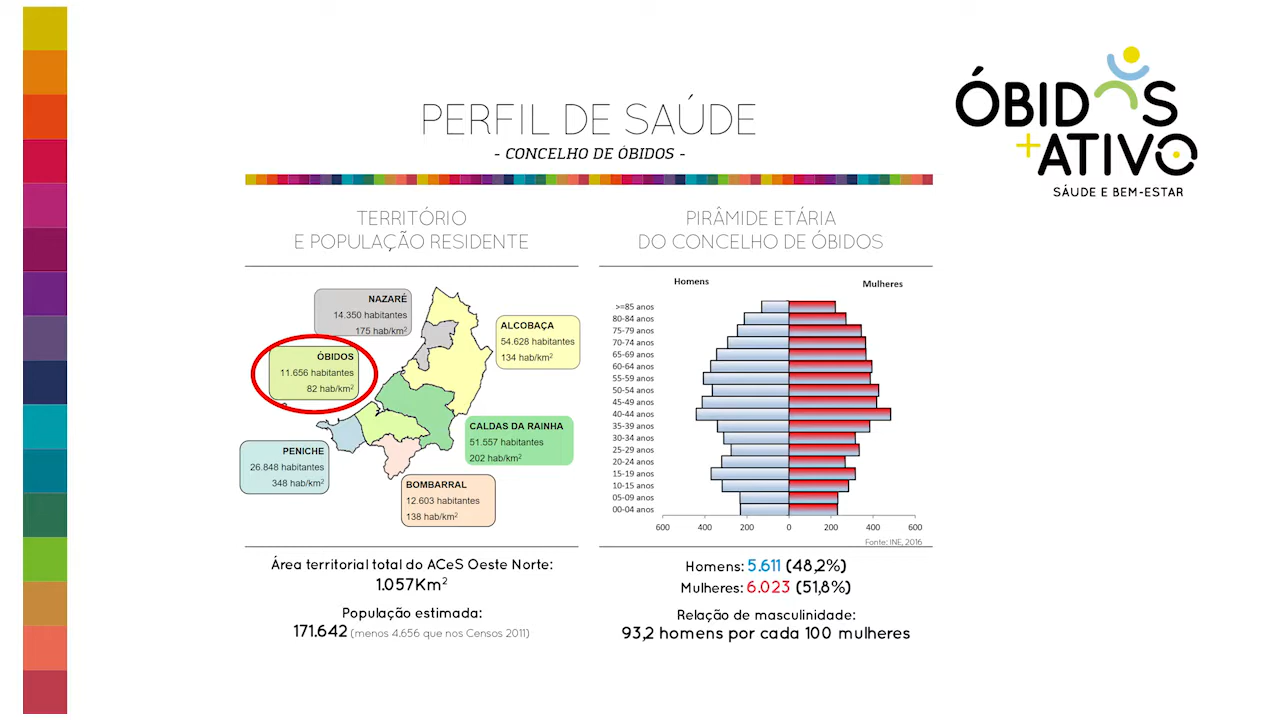 ÓBIDOS
+ATIVO
SÁUDE E BEM-ESTAR
PERFIL DE SAÚDE
- CONCELHO DE ÓBIDOS -
TERRITÓRIO
E POPULAÇÃO RESIDENTE
NAZARÉ
14.350 habitantes
175 hab/km²
ALCOBAÇA
54.628 habitantes
134 hab/km²
ÓBIDOS
11.656 habitantes
82 hab/km²
CALDAS DA RAINHA
51.557 habitantes
202 hab/km²
PENICHE
26.848 habitantes
348 hab/km²
BOMBARRAL
12.603 habitantes
138 hab/km²
Área territorial total do ACeS Oeste Norte:
1.057Km²
População estimada:
171.642 (menos 4.656 que nos Censos 2011)
PIRÂMIDE ETÁRIA
DO CONCELHO DE ÓBIDOS
Homens Mulheres
>=85 anos
80-84 anos
75-79 anos
70-74 anos
65-69 anos
60-64 anos
55-59 anos
50-54 anos
45-49 anos
40-44 anos
35-39 anos
30-34 anos
25-29 anos
20-24 anos
15-19 anos
10-15 anos
05-09 anos
00-04 anos
600 400 200 0 200 400 600
Fonte: INE, 2016
Homens: 5.611 (48,2%)
Mulheres: 6.023 (51,8%)
Relação de masculinidade:
93,2 homens por cada 100 mulheres